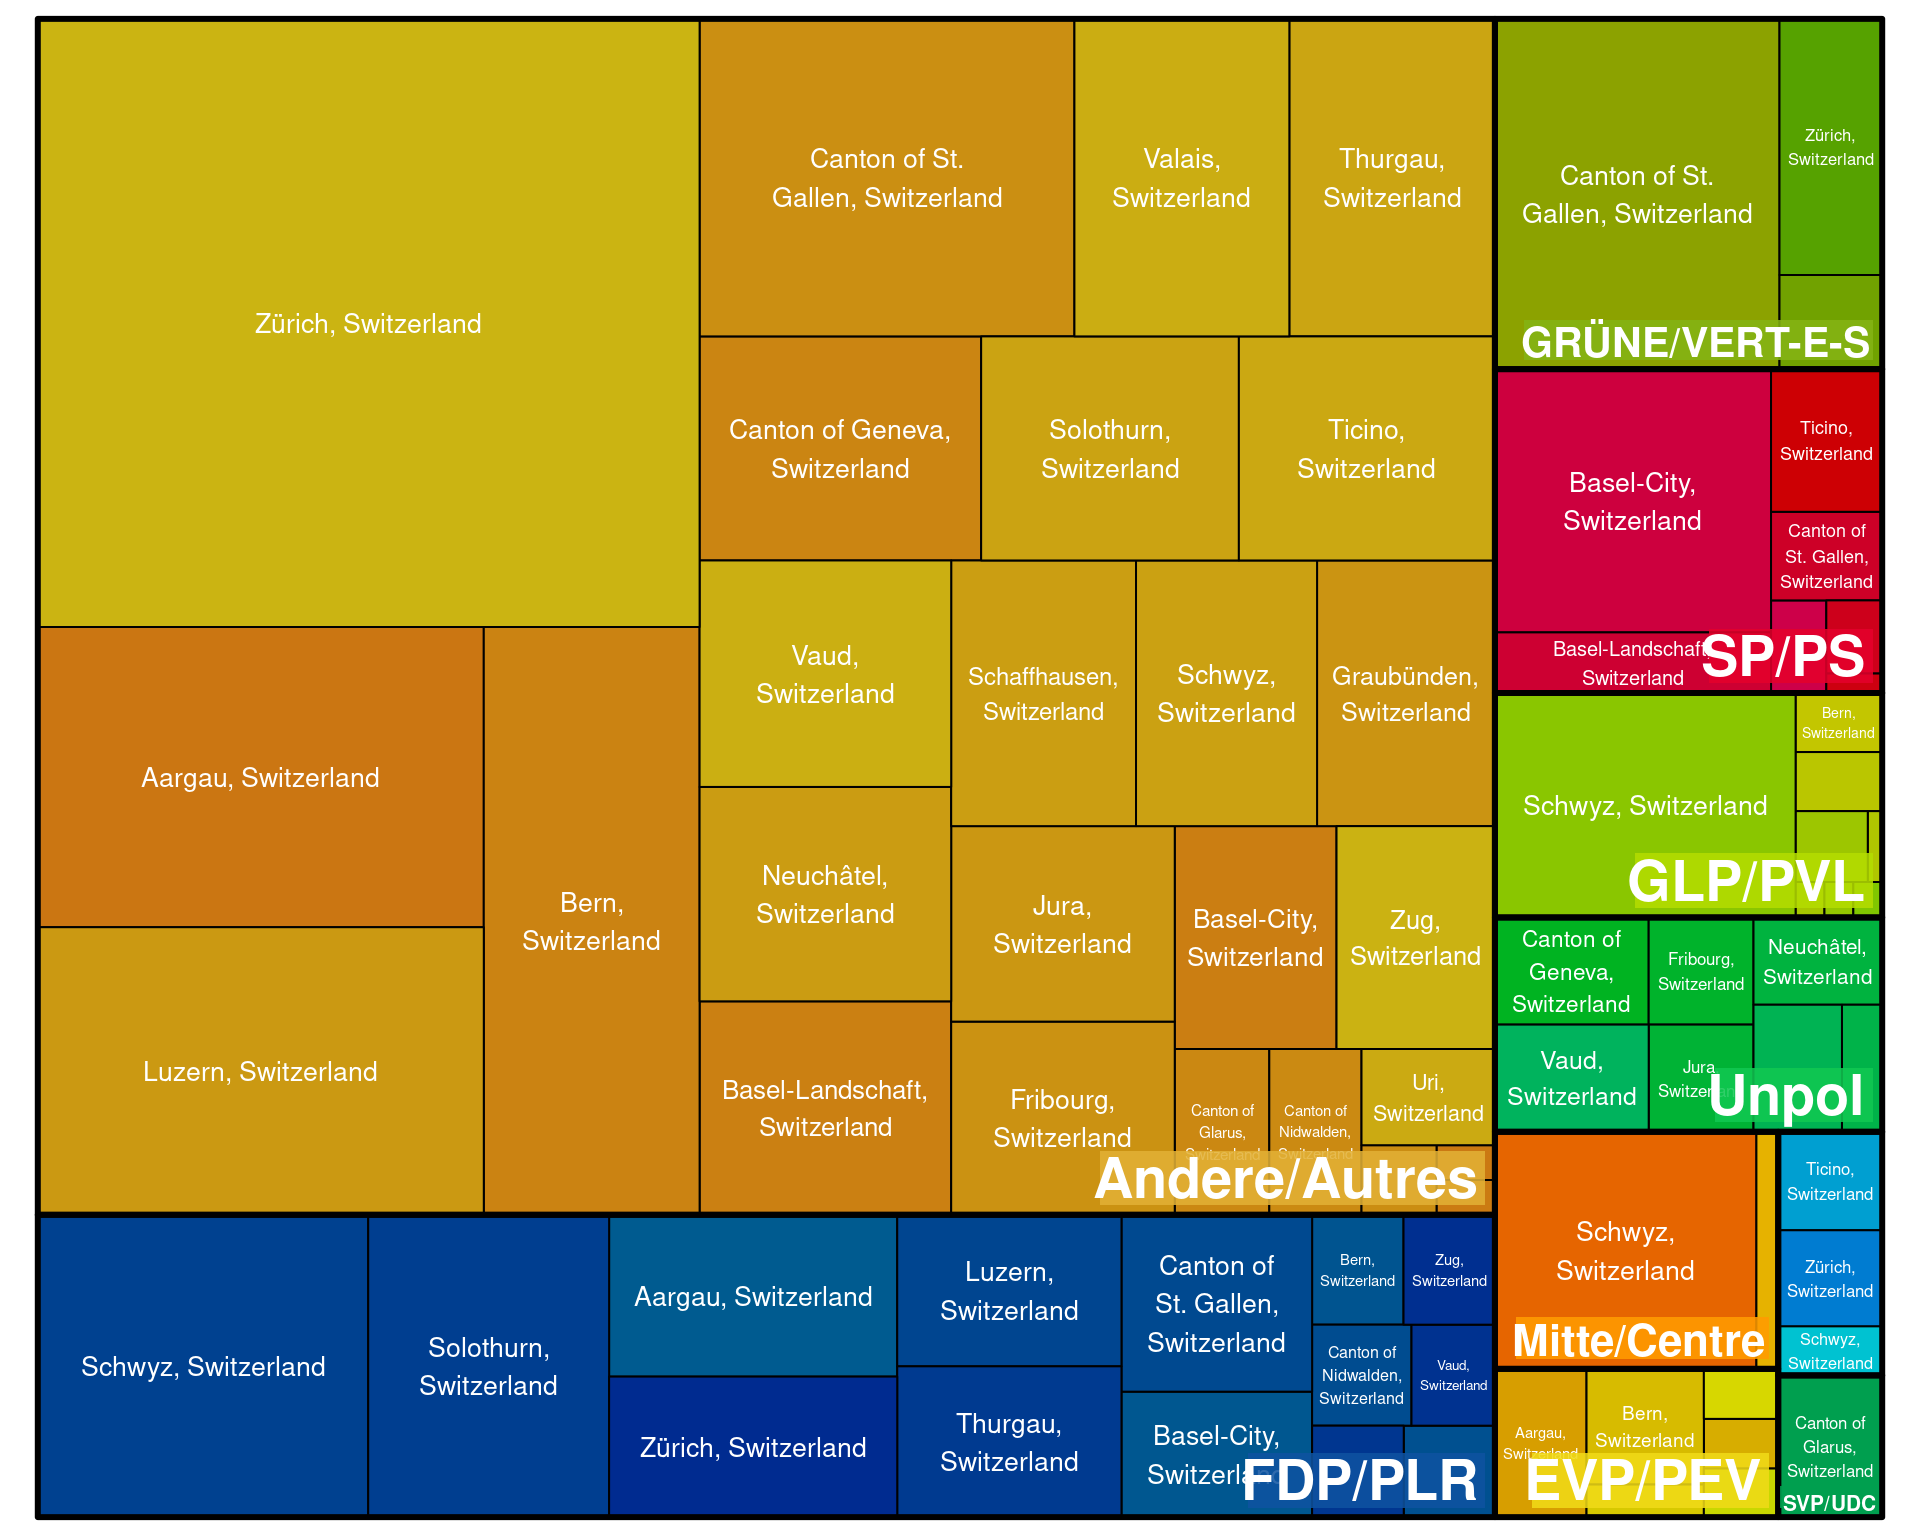 Zürich, Switzerland
Canton of St.
Gallen, Switzerland
Valais,
Switzerland
Thurgau,
Switzerland
Canton of Geneva,
Switzerland
Solothurn,
Switzerland
Ticino,
Switzerland
Aargau, Switzerland
Luzern, Switzerland
Bern,
Switzerland
Vaud,
Switzerland
Schaffhausen,
Switzerland
Schwyz,
Switzerland
Graubünden,
Switzerland
Neuchâtel,
Switzerland
Basel-Landschaft,
Switzerland
Jura,
Switzerland
Fribourg,
Switzerland
Basel-City,
Switzerland
Zug,
Switzerland
Canton of
Glarus,
Switzerland
Canton of
Nidwalden,
Switzerland
Uri,
Switzerland
Andere/Autres
Schwyz, Switzerland
Solothurn,
Switzerland
Aargau, Switzerland
Zürich, Switzerland
Luzern,
Switzerland
Thurgau,
Switzerland
Canton of
St. Gallen,
Switzerland
Basel-City,
Switzerland
Bern,
Switzerland
Zug,
Switzerland
Canton of
Nidwalden,
Switzerland
Vaud,
Switzerland
FDP/PLR
Canton of St.
Gallen, Switzerland
Zürich,
Switzerland
GRÜNE/VERT-E-S
Basel-City,
Switzerland
Ticino,
Switzerland
Canton of
St. Gallen,
Switzerland
Basel-Landschaft,
Switzerland
SP/PS
Schwyz, Switzerland
Bern,
Switzerland
GLP/PVL
Canton of
Geneva,
Switzerland
Fribourg,
Switzerland
Neuchâtel,
Switzerland
Vaud,
Switzerland
Jura,
Switzerland
Unpol
Schwyz,
Switzerland
Mitte/Centre
Ticino,
Switzerland
Zürich,
Switzerland
Schwyz,
Switzerland
Aargau,
Switzerland
Bern,
Switzerland
EVP/PEV
Canton of
Glarus,
Switzerland
SVP/UDC